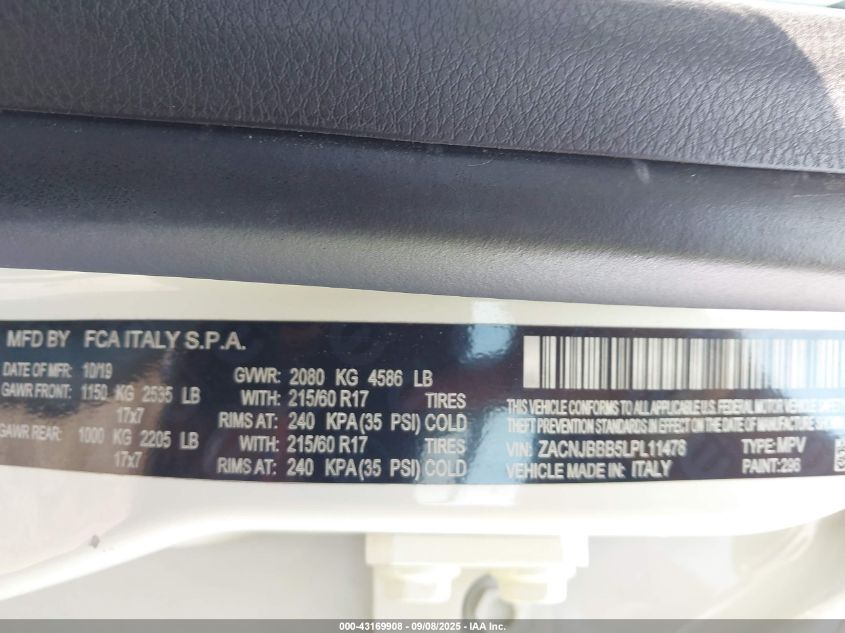 MFD BY FCA ITALY S.P.A.
DATE OF MFR: 10/19 GVWR: 2080 KG 4586 LB
GAWR FRONT: 1150 KG 2535 LB WITH: 215/60 R17 TIRES
17x7 RIMS AT: 240 KPA(35 PSI) COLD
GAWR REAR: 1000 KG 2205 LB WITH: 215/60 R17 TIRES
17x7 RIMS AT: 240 KPA(35 PSI) COLD
THIS VEHICLE CONFORMS TO ALL APPLICABLE U.S. FEDERAL MOTOR VEHICLE SAFETY
THEFT PREVENTION STANDARDS IN EFFECT ON THE DATE OF MANUFACTURE SHOWN
VIN: ZACNJBBB5LPL11478 TYPE: MPV
VEHICLE MADE IN: ITALY PAINT: 296
000-43169908 - 09/08/2025 - IAA Inc.